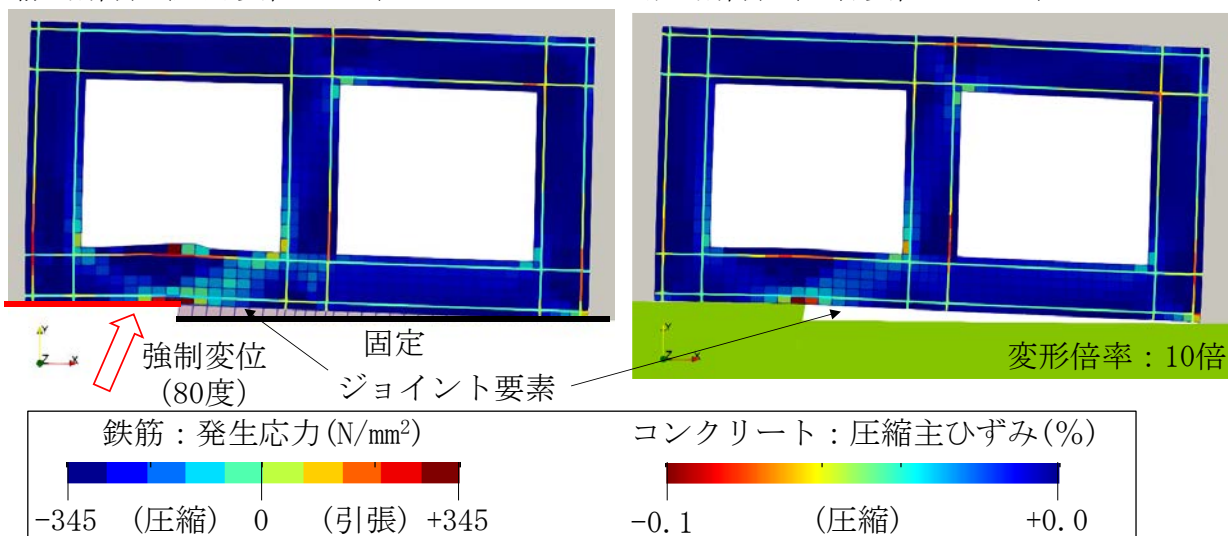 強制変位
(80度)
固定
ジョイント要素
変形倍率：10倍
Y
Z
X
Y
Z
X
鉄筋：発生応力(N/mm²)
-345 (圧縮) 0 (引張) +345
コンクリート：圧縮主ひずみ(%)
-0.1 (圧縮) +0.0